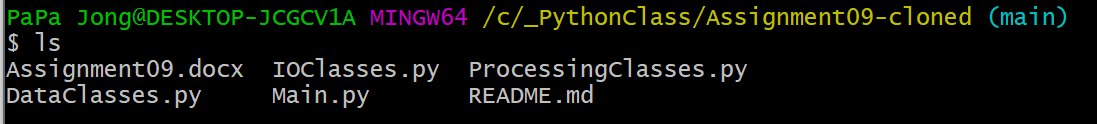 PaPa Jong@DESKTOP-JCGCV1A MINGW64 /c/_PythonClass/Assignment09-cloned (main)
$ ls
Assignment09.docx  IOClasses.py  ProcessingClasses.py
DataClasses.py     Main.py       README.md